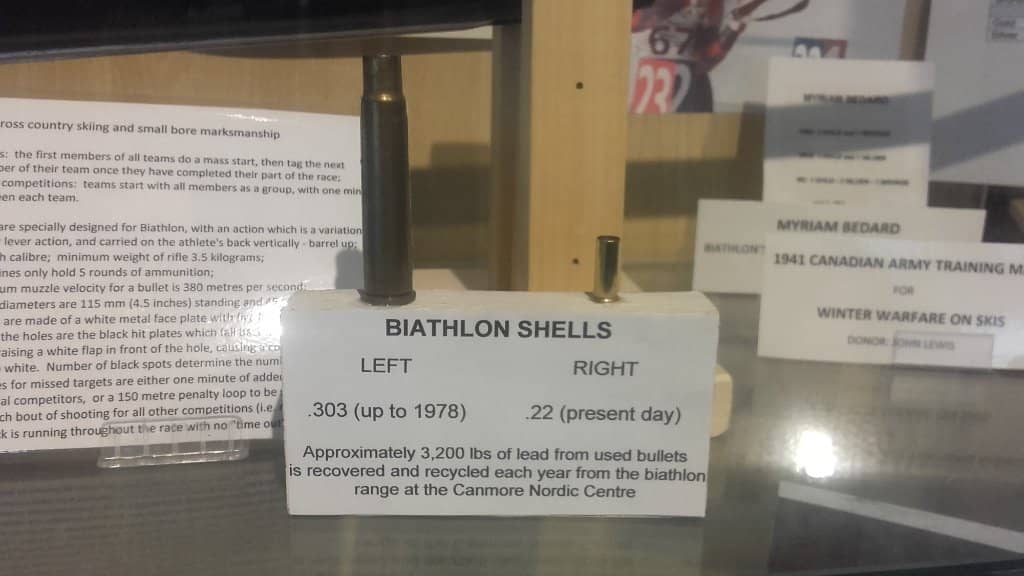 ross country skiing and small bore marksmanship
s: the first members of all teams do a mass start, then tag the next
ber of their team once they have completed their part of the race;
competitions: teams start with all members as a group, with one min
een each team.
are specially designed for Biathlon, with an action which is a variation
lever action, and carried on the athlete's back vertically - barrel up;
h calibre; minimum weight of rifle 3.5 kilograms;
ines only hold 5 rounds of ammunition;
um muzzle velocity for a bullet is 380 metres per second;
diameters are 115 mm (4.5 inches) standing and 45
are made of a white metal face plate with
the holes are the black hit plates which fall
aising a white flap in front of the hole, causing
white. Number of black spots determine the num
es for missed targets are either one minute of adde
al competitors, or a 150 metre penalty loop to be
ch bout of shooting for all other competitions (i.e.
k is running throughout the race with no "time out"
BIATHLON SHELLS
LEFT RIGHT
.303 (up to 1978) .22 (present day)
Approximately 3,200 lbs of lead from used bullets
is recovered and recycled each year from the biathlon
range at the Canmore Nordic Centre
67
23
MYRIAM BEDARD
MYRIAM BEDARD
BIATHLON
1941 CANADIAN ARMY TRAINING M
FOR
WINTER WARFARE ON SKIS
DONOR: JOHN LEWIS